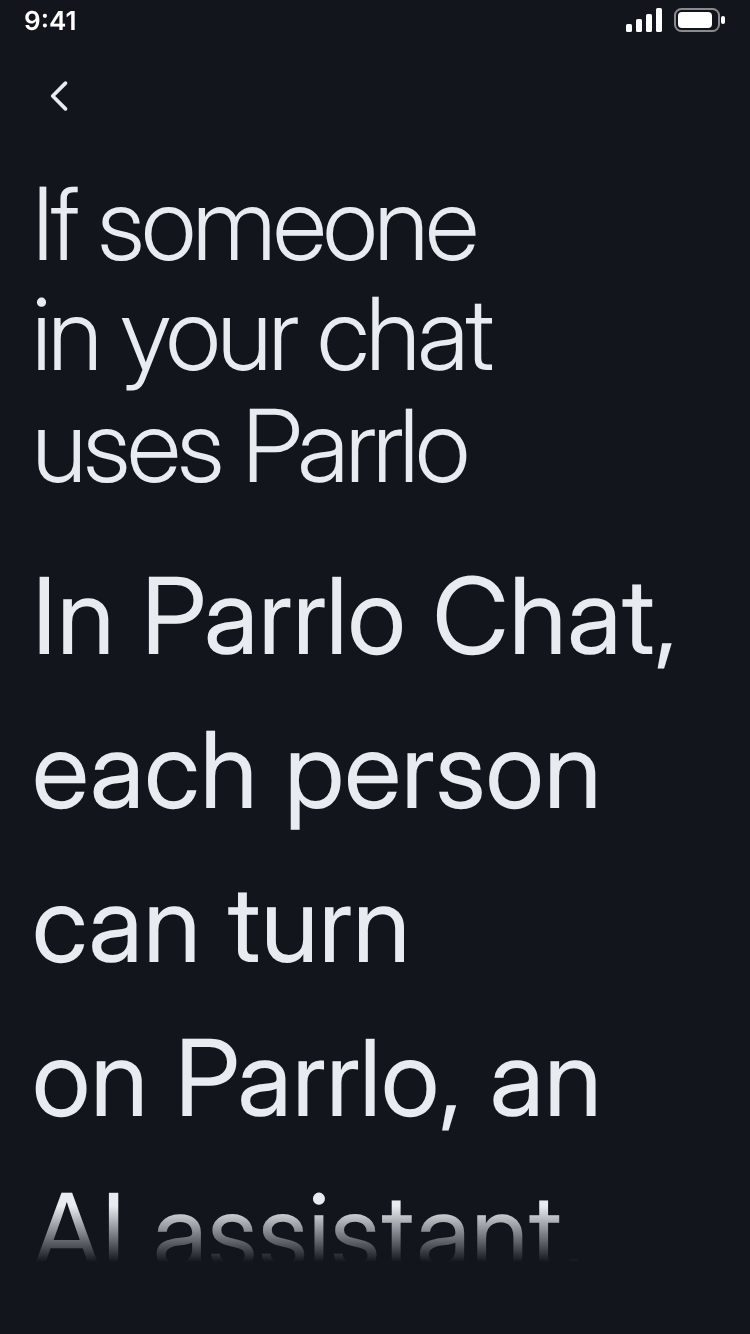 9:41
If someone
in your chat
uses Parrlo
In Parrlo Chat,
each person
can turn
on Parrlo, an
AI assistant.